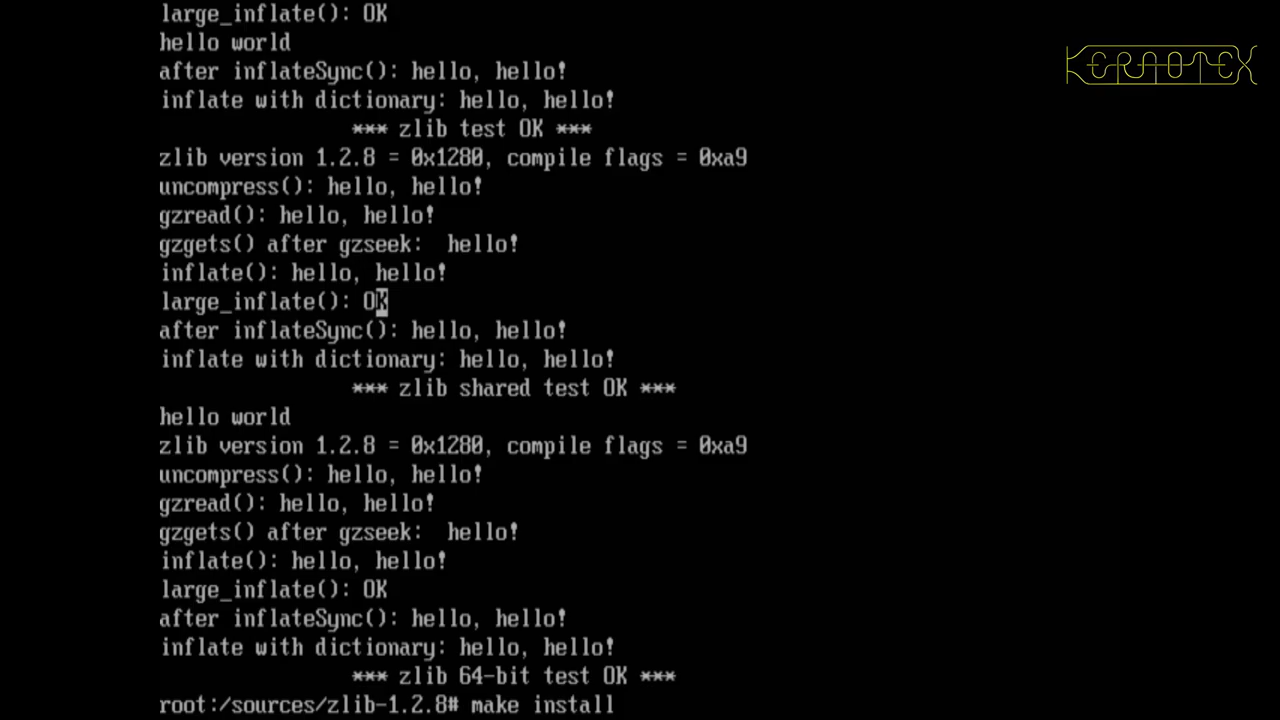 large_inflate(): OK
KERNOTEX
hello world
after inflateSync(): hello, hello!
inflate with dictionary: hello, hello!
*** zlib test OK ***
zlib version 1.2.8 = 0x1280, compile flags = 0xa9
uncompress(): hello, hello!
gzread(): hello, hello!
gzgets() after gzseek:  hello!
inflate(): hello, hello!
large_inflate(): OK
after inflateSync(): hello, hello!
inflate with dictionary: hello, hello!
*** zlib shared test OK ***
hello world
zlib version 1.2.8 = 0x1280, compile flags = 0xa9
uncompress(): hello, hello!
gzread(): hello, hello!
gzgets() after gzseek:  hello!
inflate(): hello, hello!
large_inflate(): OK
after inflateSync(): hello, hello!
inflate with dictionary: hello, hello!
*** zlib 64-bit test OK ***
root:/sources/zlib-1.2.8# make install